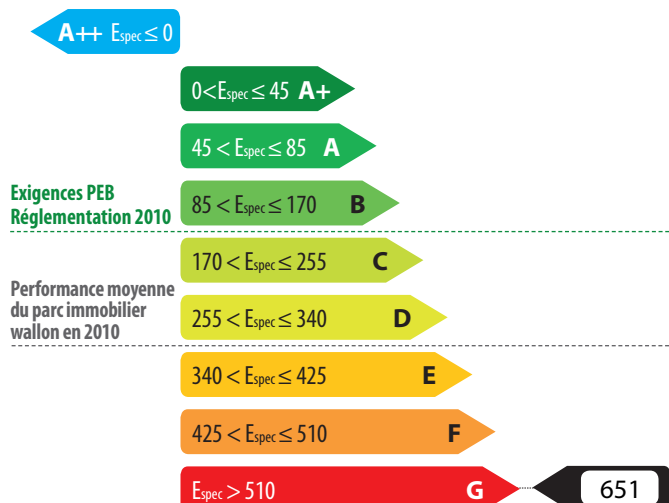 A++ Espec ≤ 0
0<Espec ≤ 45 A+
45 < Espec ≤ 85 A
Exigences PEB
Réglementation 2010
85 < Espec ≤ 170 B
170 < Espec ≤ 255 C
Performance moyenne
du parc immobilier
wallon en 2010
255 < Espec ≤ 340 D
340 < Espec ≤ 425 E
425 < Espec ≤ 510 F
Espec > 510 G 651